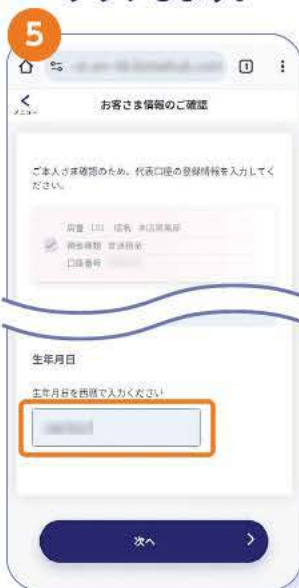 5
1
メニュー
お客さま情報のご確認
ご本人さま確認のため、代表口座の登録情報を入力してく
ださい。
店番 101 店名 本店営業部
預金種類 普通預金
口座番号
生年月日
生年月日を西暦で入力ください
次へ